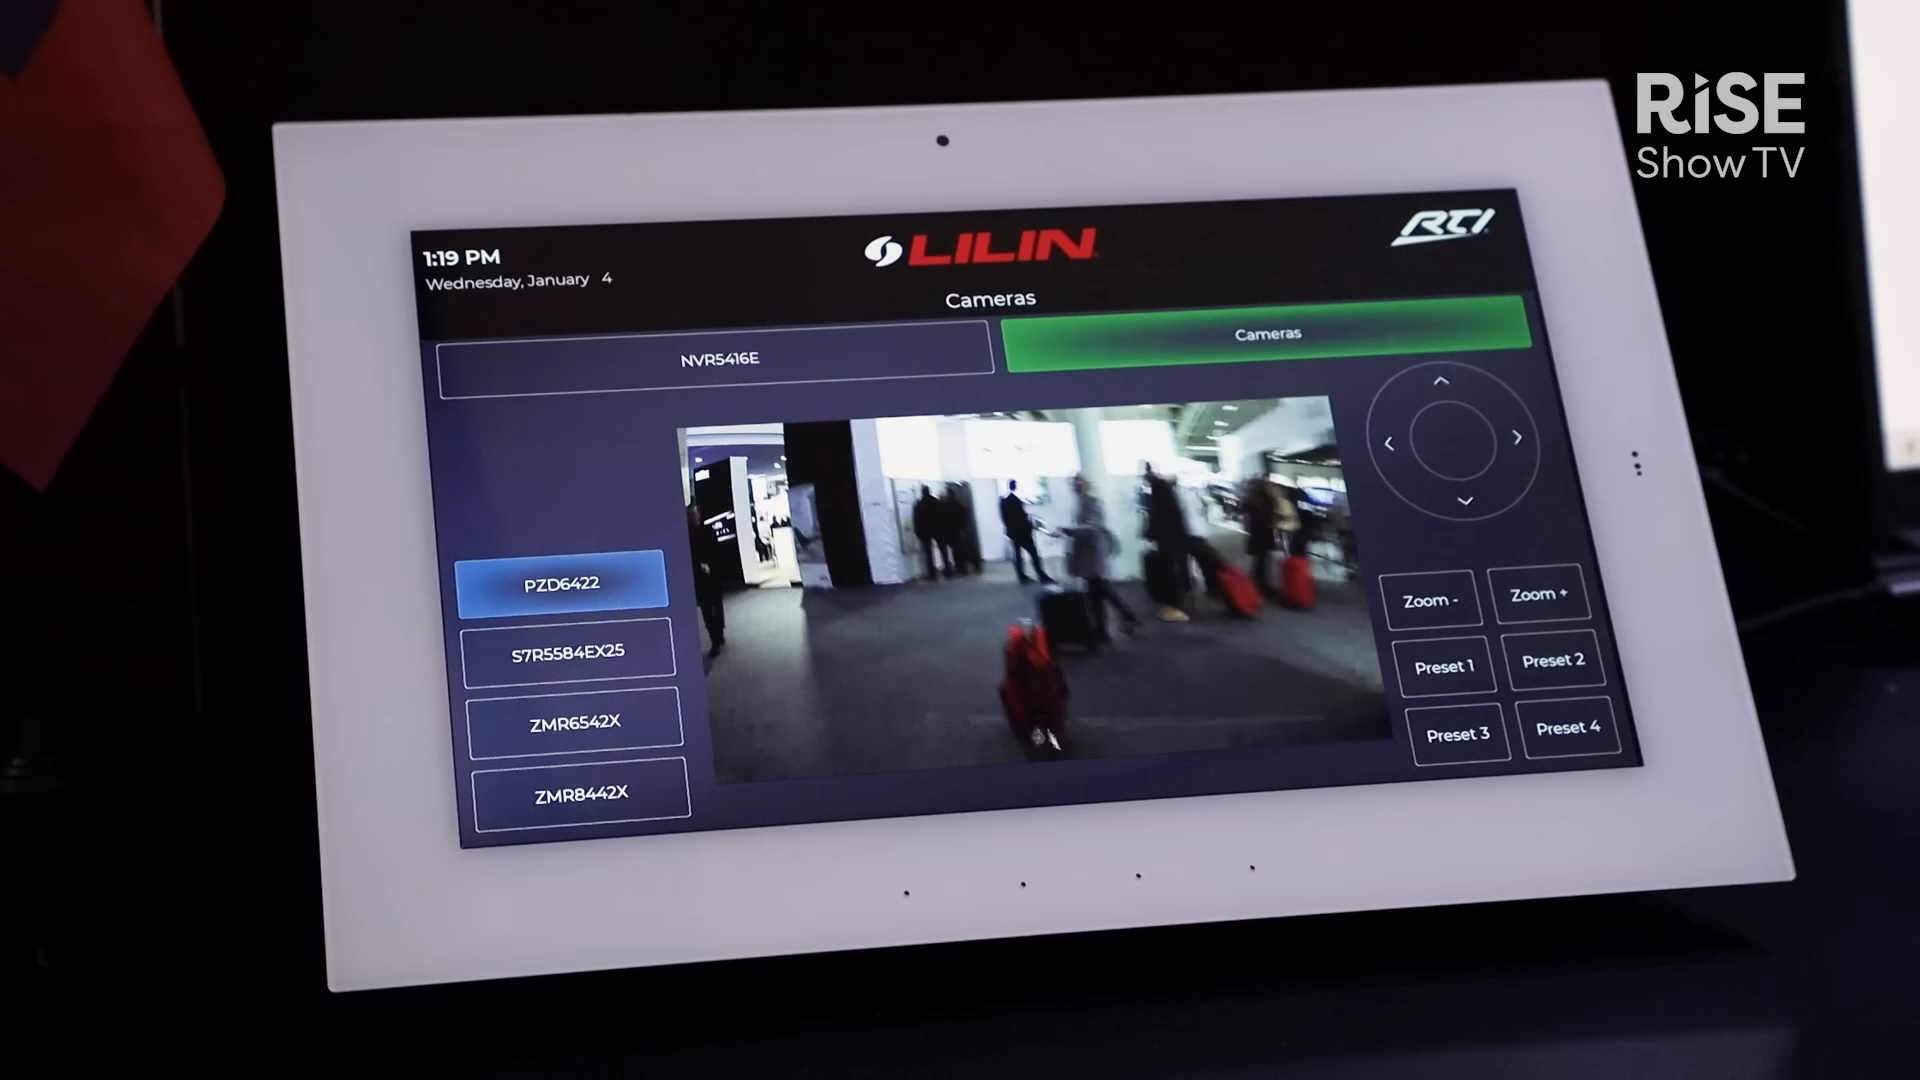 RiSE
Show TV
1:19 PM
Wednesday, January 4
LILIN
RTI
Cameras
NVR5416E
Cameras
PZD6422
S7R5584EX25
ZMR6542X
ZMR8442X
Zoom -
Zoom +
Preset 1
Preset 2
Preset 3
Preset 4